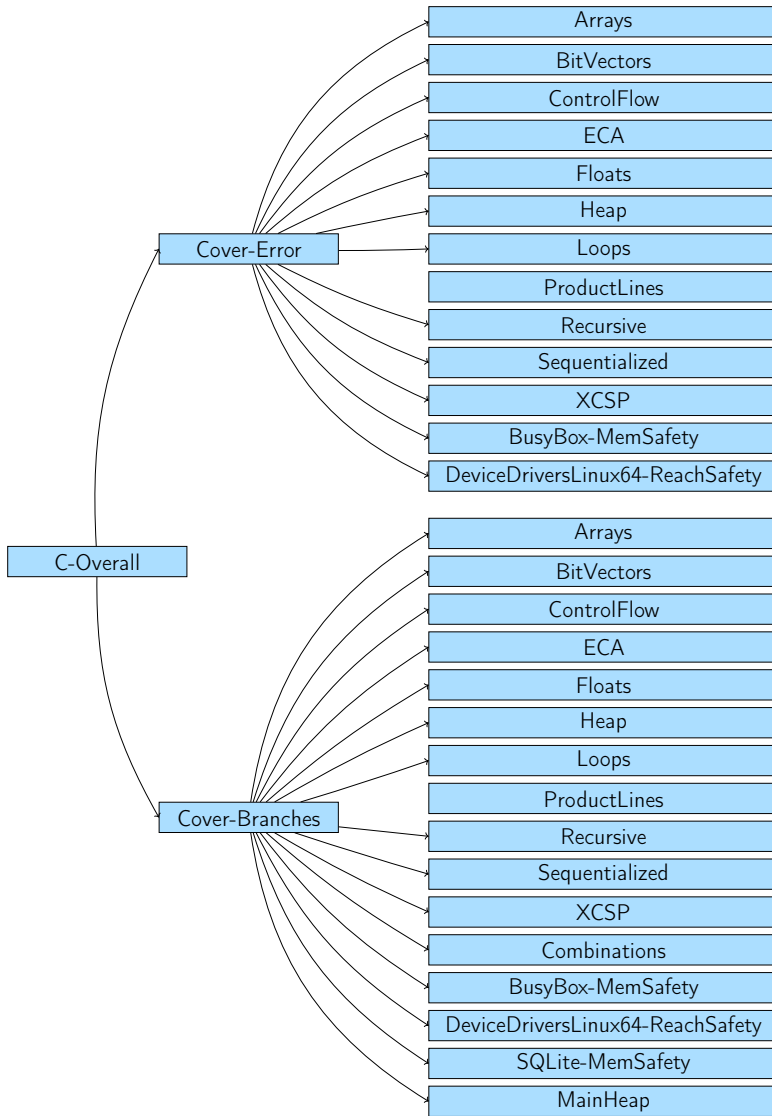 Arrays
BitVectors
ControlFlow
ECA
Floats
Heap
Cover-Error
Loops
ProductLines
Recursive
Sequentialized
XCSP
BusyBox-MemSafety
DeviceDriversLinux64-ReachSafety
C-Overall
Arrays
BitVectors
ControlFlow
ECA
Floats
Heap
Loops
ProductLines
Cover-Branches
Recursive
Sequentialized
XCSP
Combinations
BusyBox-MemSafety
DeviceDriversLinux64-ReachSafety
SQLite-MemSafety
MainHeap